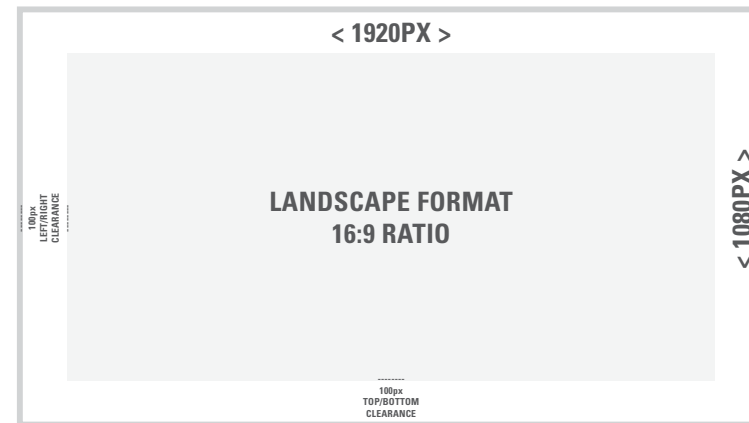 < 1920PX >
LANDSCAPE FORMAT
16:9 RATIO
100px
LEFT/RIGHT
CLEARANCE
< 1080PX >
100px
TOP/BOTTOM
CLEARANCE